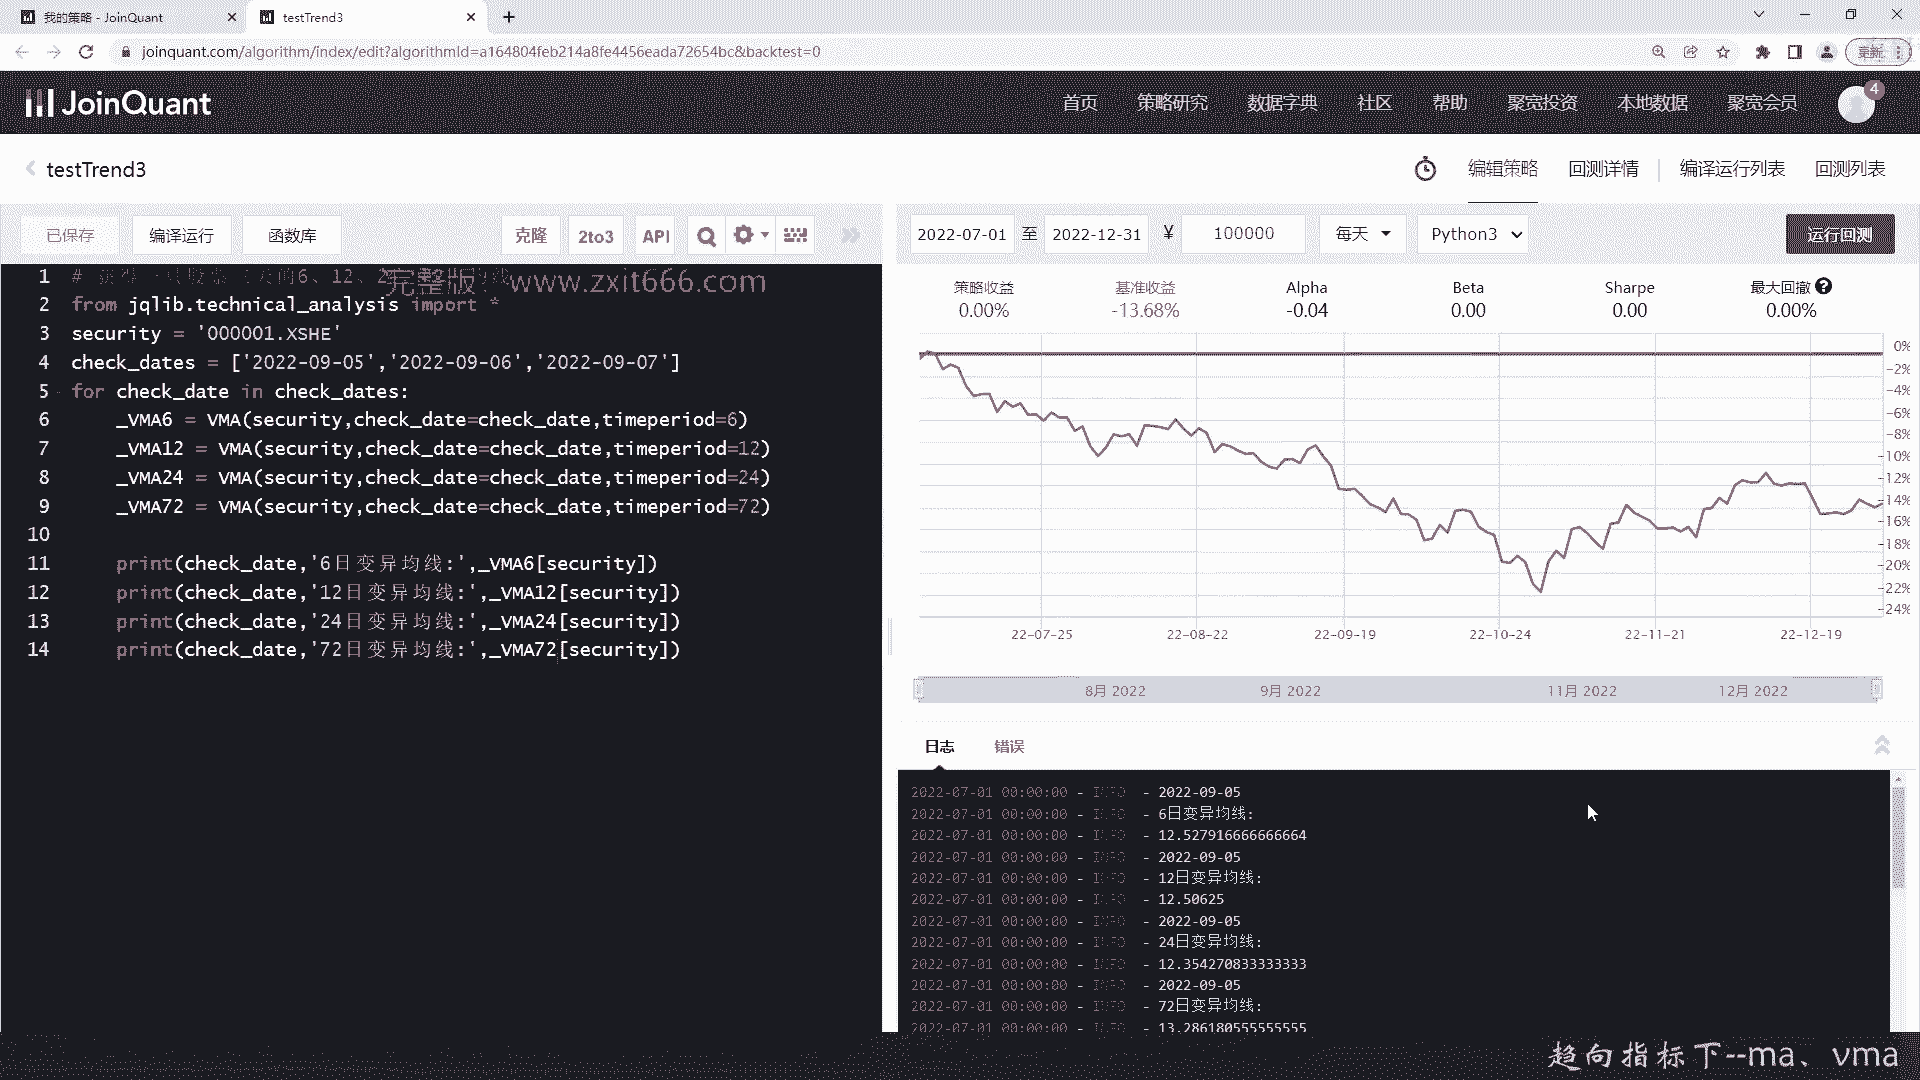 我的策略 - JoinQuant
testTrend3
joinquant.com/algorithm/index/edit?algorithmId=a164804feb214a8fe4456eada72654bc&backtest=0
更新
JoinQuant
首页 策略研究 数据字典 社区 帮助 聚宽投资 本地数据 聚宽会员
4
testTrend3
编辑策略 回测详情 编译运行列表 回测列表
已保存 编译运行 函数库 克隆 2to3 API
2022-07-01 至 2022-12-31 ¥ 100000 每天 Python3 运行回测
完整版: www.zxit666.com
1 # 的6、12、
2 from jqlib.technical_analysis import *
3 security = '000001.XSHE'
4 check_dates = ['2022-09-05','2022-09-06','2022-09-07']
5 for check_date in check_dates:
6 _VMA6 = VMA(security,check_date=check_date,timeperiod=6)
7 _VMA12 = VMA(security,check_date=check_date,timeperiod=12)
8 _VMA24 = VMA(security,check_date=check_date,timeperiod=24)
9 _VMA72 = VMA(security,check_date=check_date,timeperiod=72)
10
11 print(check_date,'6日变异均线:',_VMA6[security])
12 print(check_date,'12日变异均线:',_VMA12[security])
13 print(check_date,'24日变异均线:',_VMA24[security])
14 print(check_date,'72日变异均线:',_VMA72[security])
策略收益 基准收益 Alpha Beta Sharpe 最大回撤
0.00% -13.68% -0.04 0.00 0.00 0.00%
0%
-2%
-4%
-6%
-8%
-10%
-12%
-14%
-16%
-18%
-20%
-22%
-24%
22-07-25 22-08-22 22-09-19 22-10-24 22-11-21 22-12-19
8月 2022 9月 2022 11月 2022 12月 2022
日志 错误
2022-07-01 00:00:00 - INFO - 2022-09-05
2022-07-01 00:00:00 - INFO - 6日变异均线:
2022-07-01 00:00:00 - INFO - 12.527916666666664
2022-07-01 00:00:00 - INFO - 2022-09-05
2022-07-01 00:00:00 - INFO - 12日变异均线:
2022-07-01 00:00:00 - INFO - 12.50625
2022-07-01 00:00:00 - INFO - 2022-09-05
2022-07-01 00:00:00 - INFO - 24日变异均线:
2022-07-01 00:00:00 - INFO - 12.354270833333333
2022-07-01 00:00:00 - INFO - 2022-09-05
2022-07-01 00:00:00 - INFO - 72日变异均线:
2022-07-01 00:00:00 - INFO - 13.286180555555555
趋向指标下--ma、vma